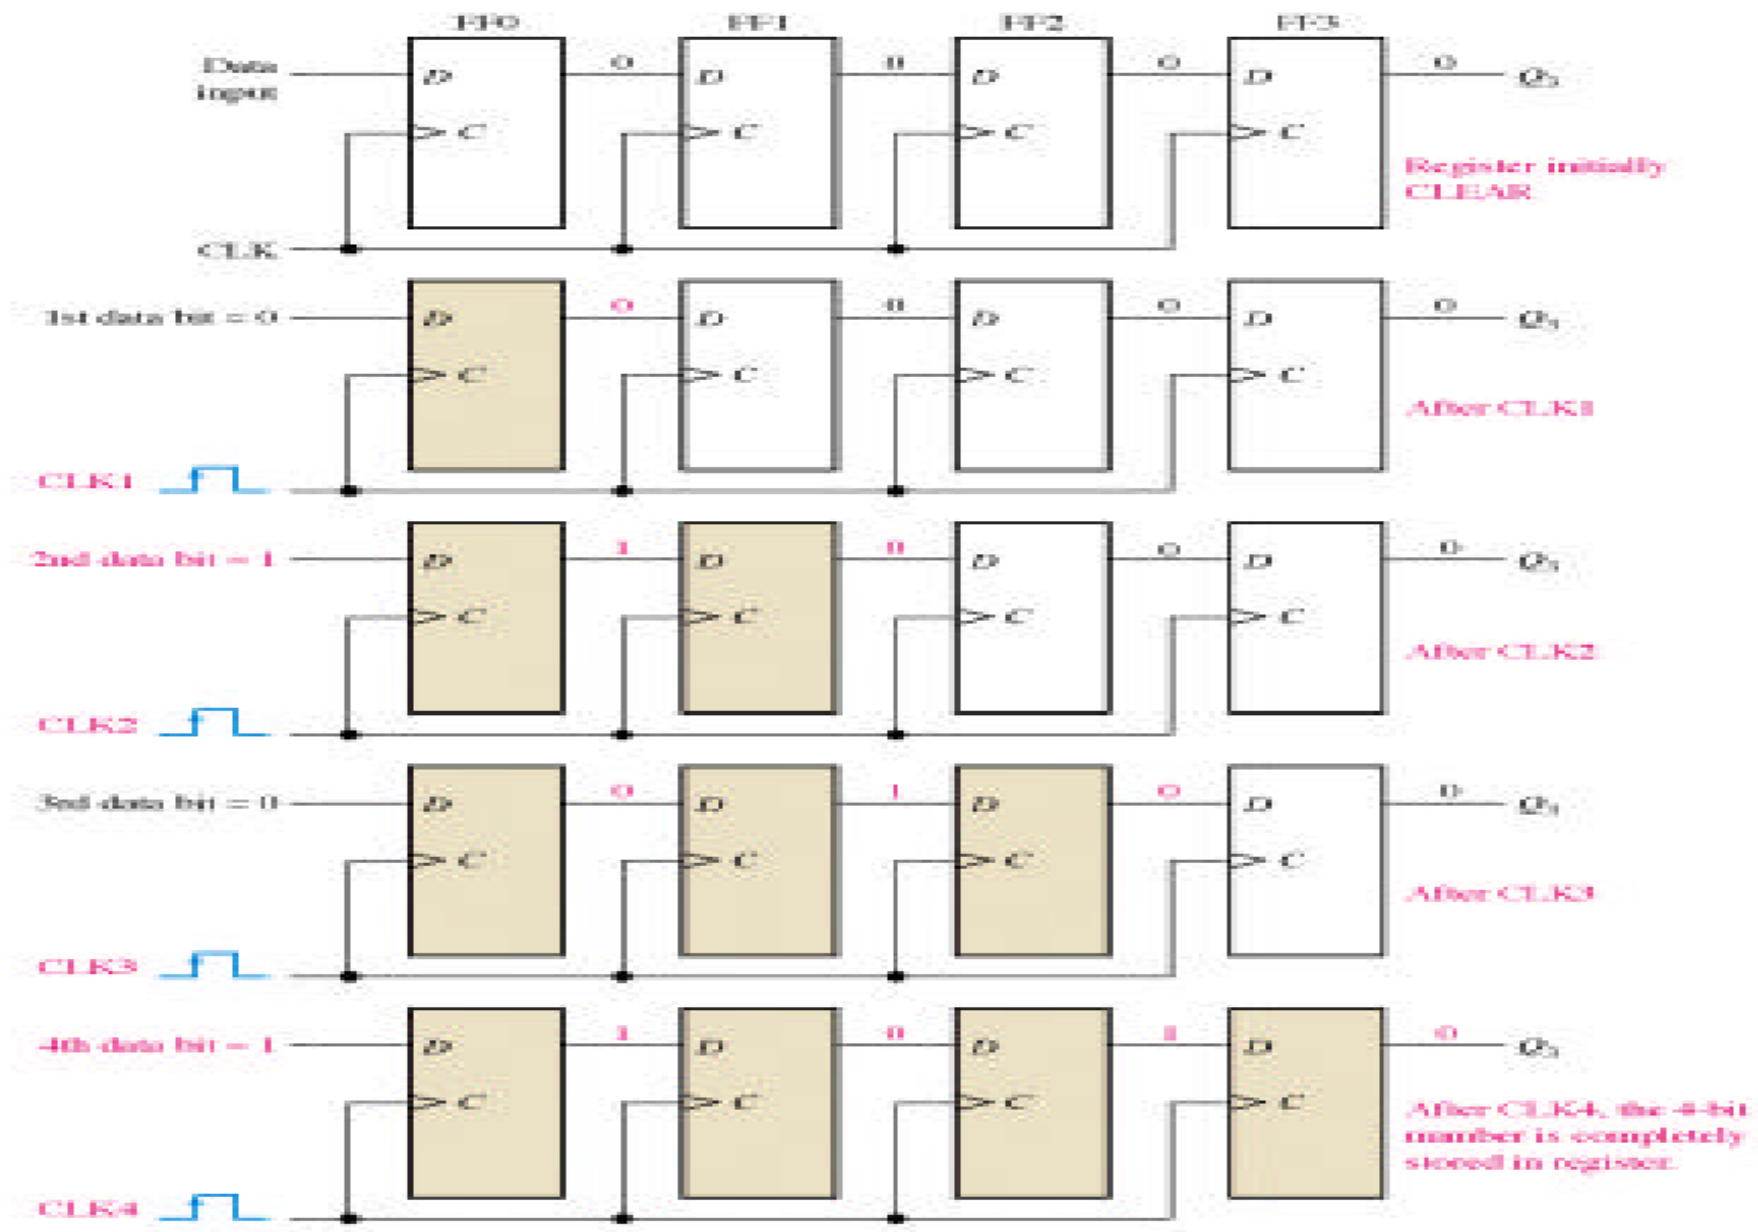 FF0 FF1 FF2 FF3
Data
input
D 0 D 0 D 0 D 0 Q3
C C C C
Register initially
CLEAR
CLK
1st data bit = 0 D 0 D 0 D 0 D 0 Q3
C C C C
After CLK1
CLK1
2nd data bit = 1 D 1 D 0 D 0 D 0 Q3
C C C C
After CLK2
CLK2
3rd data bit = 0 D 0 D 1 D 0 D 0 Q3
C C C C
After CLK3
CLK3
4th data bit = 1 D 1 D 0 D 1 D 0 Q3
C C C C
After CLK4, the 4-bit
number is completely
stored in register.
CLK4